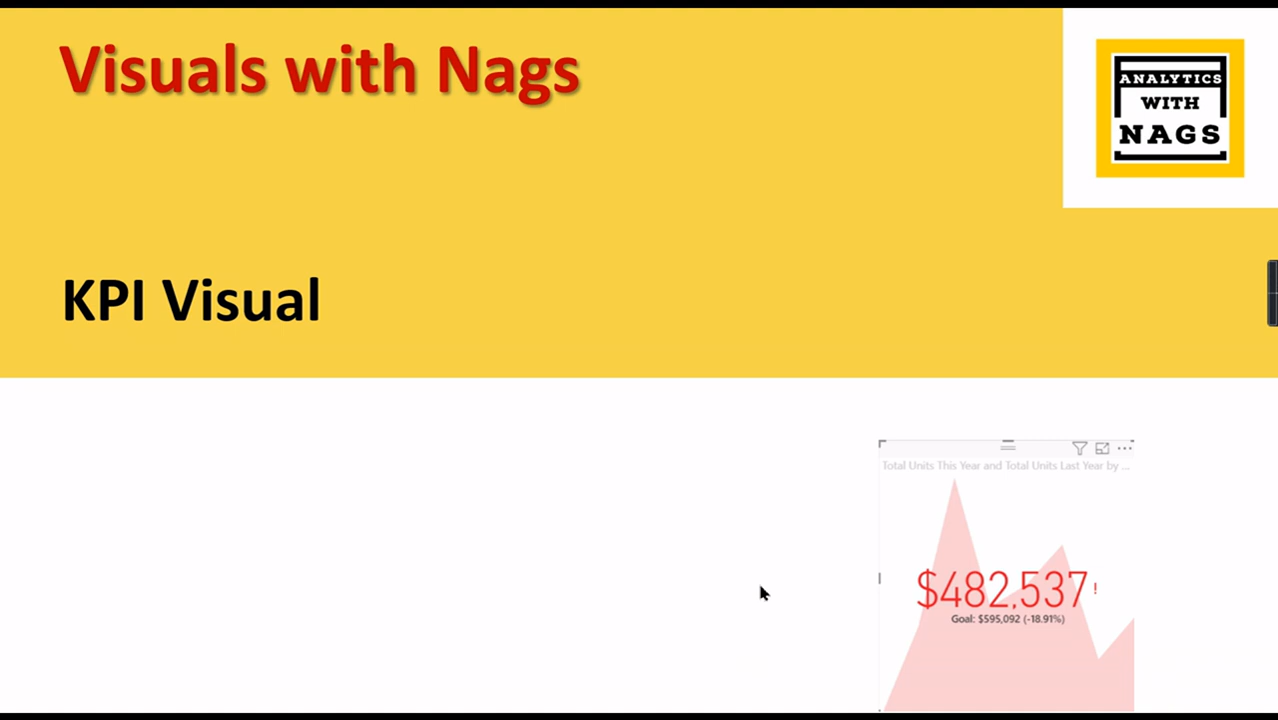 Visuals with Nags
ANALYTICS
WITH
NAGS
KPI Visual
Total Units This Year and Total Units Last Year by ...
$482,537!
Goal: $595,092 (-18.91%)